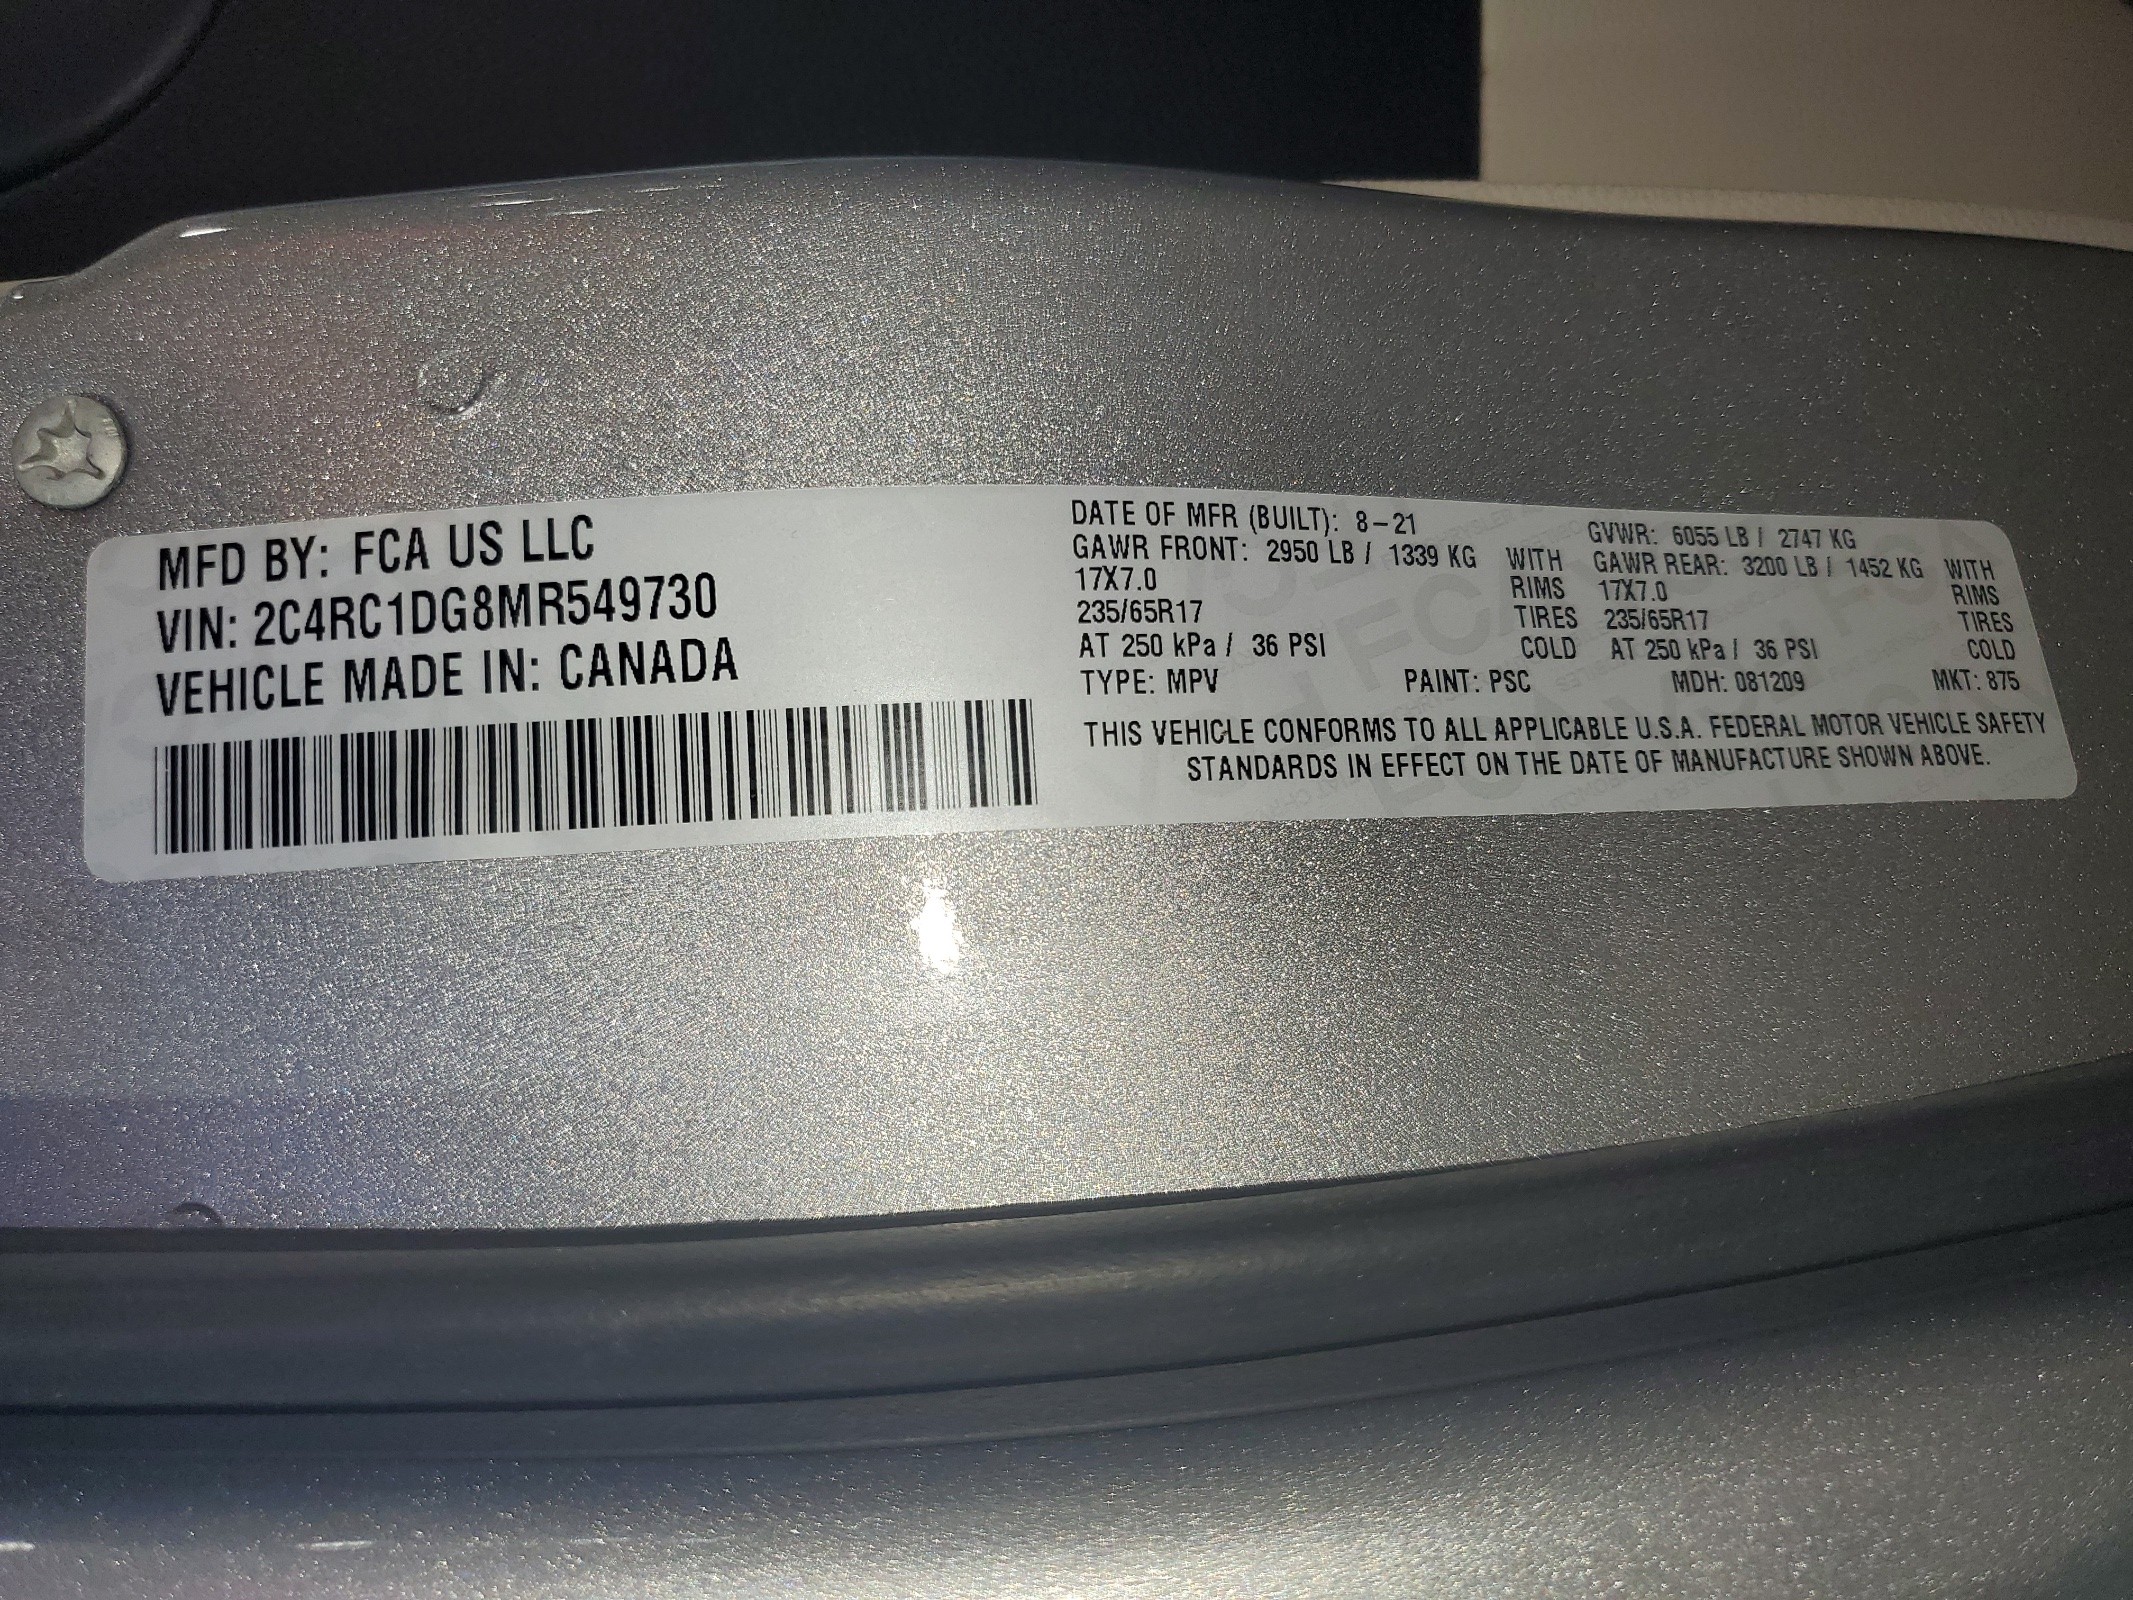 MFD BY: FCA US LLC
VIN: 2C4RC1DG8MR549730
VEHICLE MADE IN: CANADA
DATE OF MFR (BUILT): 8-21 GVWR: 6055 LB / 2747 KG
GAWR FRONT: 2950 LB / 1339 KG WITH GAWR REAR: 3200 LB / 1452 KG WITH
17X7.0 RIMS 17X7.0 RIMS
235/65R17 TIRES 235/65R17 TIRES
AT 250 kPa / 36 PSI COLD AT 250 kPa / 36 PSI COLD
TYPE: MPV PAINT: PSC MDH: 081209 MKT: 875
THIS VEHICLE CONFORMS TO ALL APPLICABLE U.S.A. FEDERAL MOTOR VEHICLE SAFETY
STANDARDS IN EFFECT ON THE DATE OF MANUFACTURE SHOWN ABOVE.